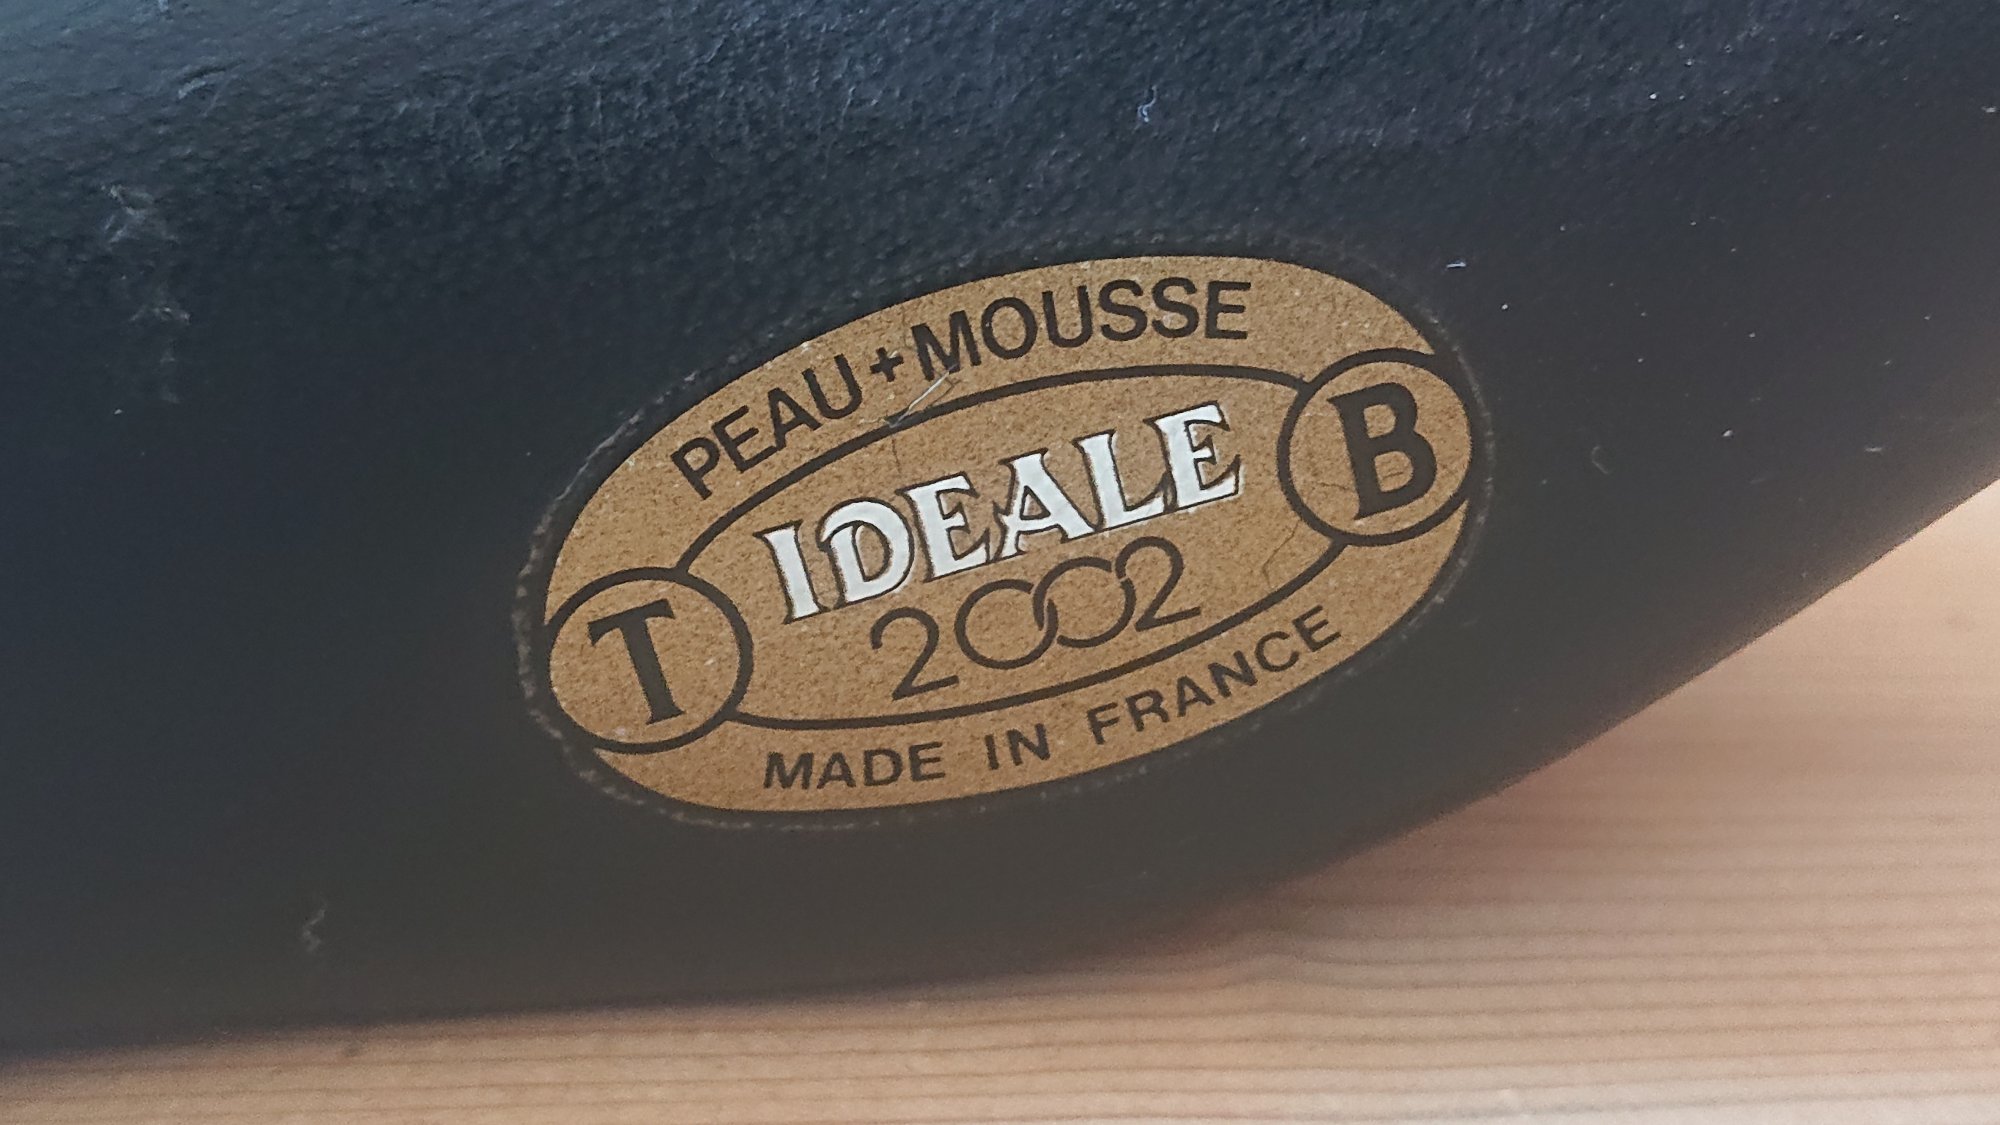 PEAU+MOUSSE
T IDEALE B
2002
MADE IN FRANCE